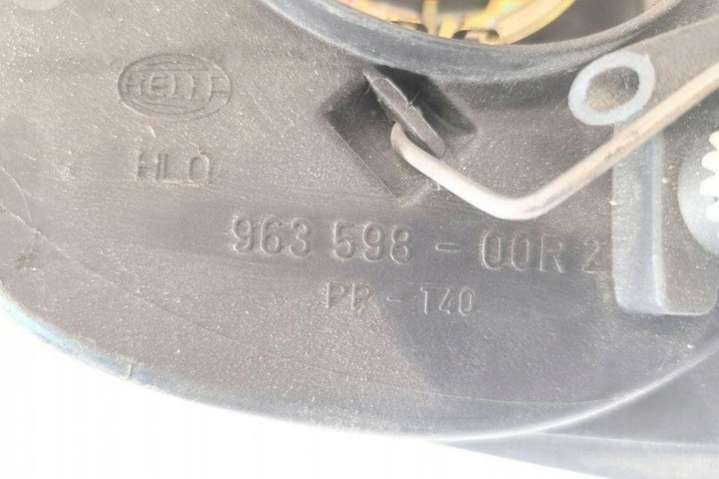 HELLA
HLO
963 598 - 00R 2
PP - T40